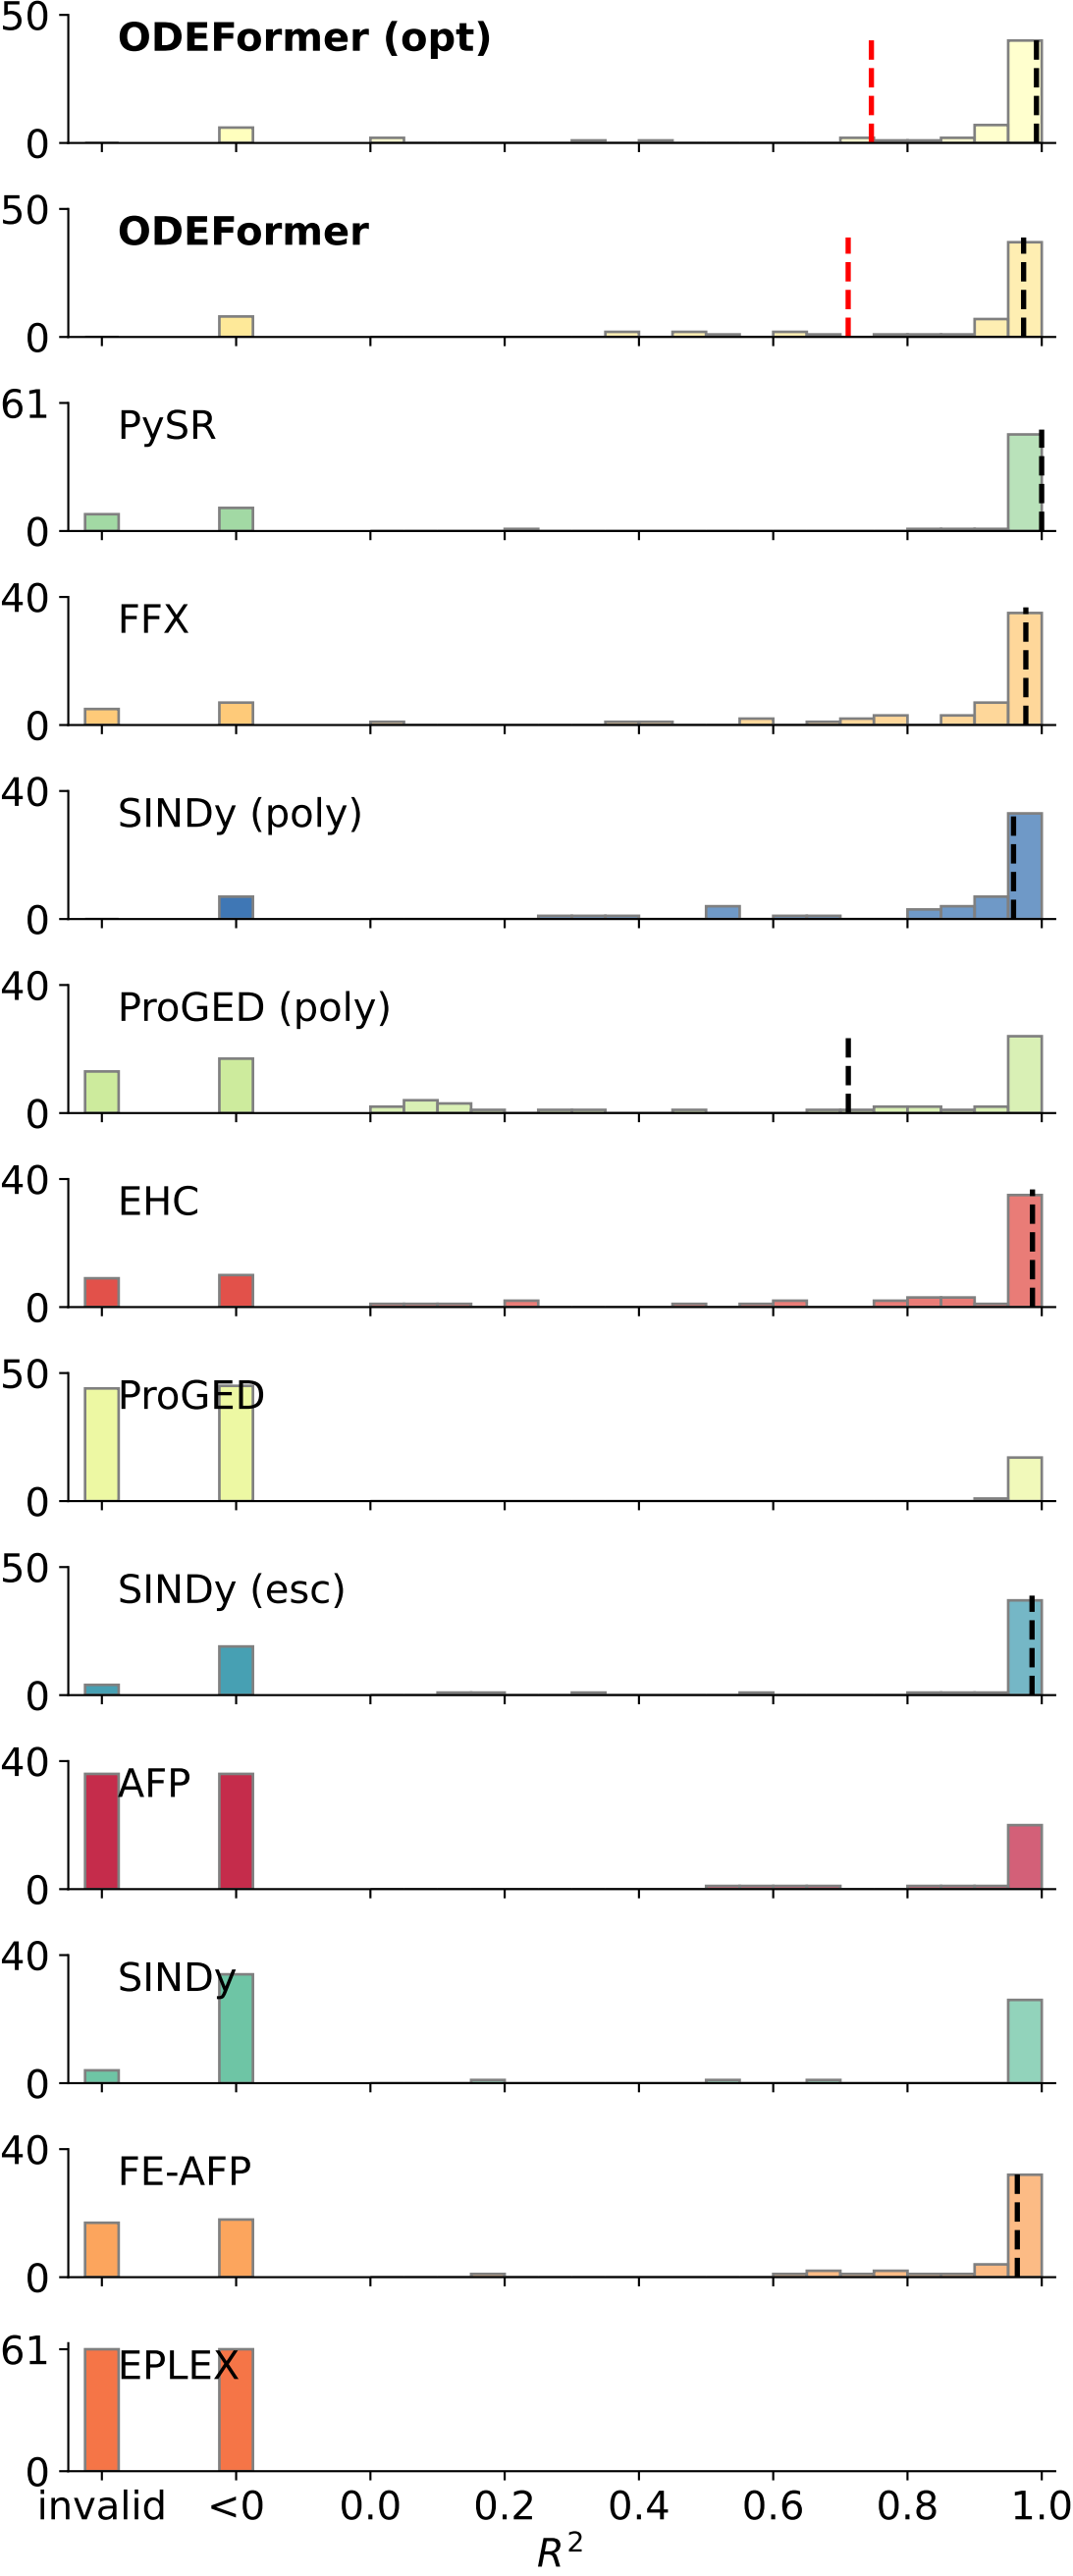 50
ODEFormer (opt)
0
50
ODEFormer
0
61
PySR
0
40
FFX
0
40
SINDy (poly)
0
40
ProGED (poly)
0
40
EHC
0
50
ProGED
0
50
SINDy (esc)
0
40
AFP
0
40
SINDy
0
40
FE-AFP
0
61
EPLEX
0
invalid <0 0.0 0.2 0.4 0.6 0.8 1.0
R²